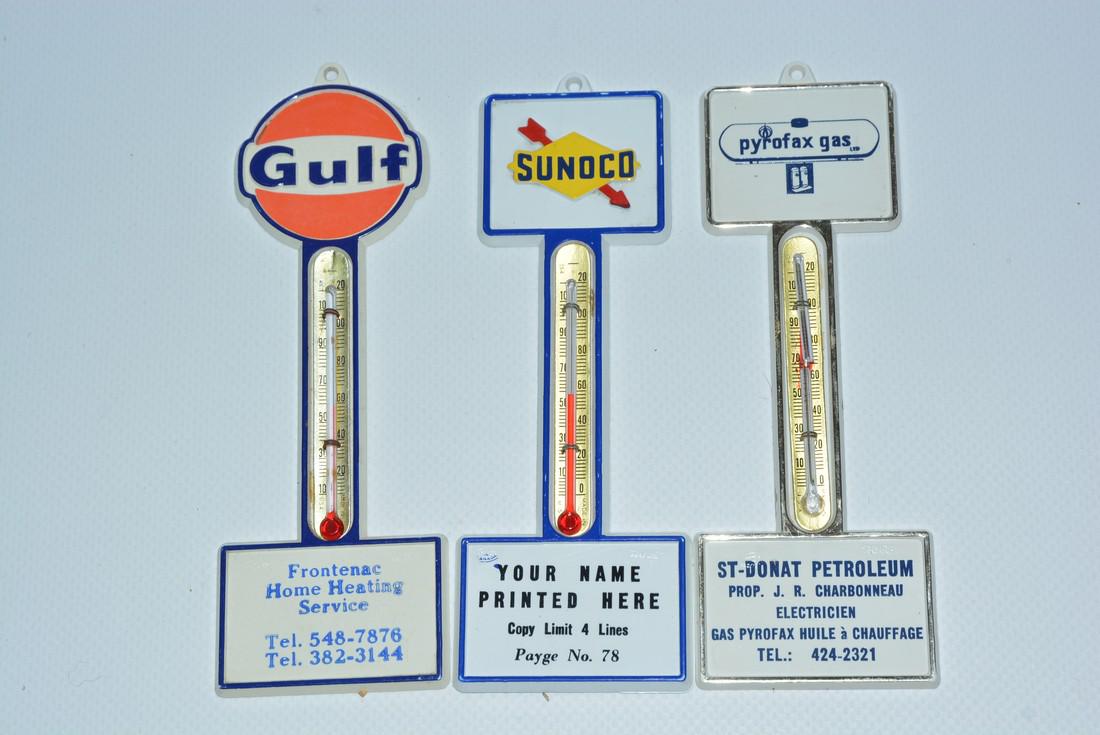 Gulf
Frontenac
Home Heating
Service
Tel. 548-7876
Tel. 382-3144
SUNOCO
YOUR NAME
PRINTED HERE
Copy Limit 4 Lines
Payge No. 78
pyrofax gas LTD
ST-DONAT PETROLEUM
PROP. J. R. CHARBONNEAU
ELECTRICIEN
GAS PYROFAX HUILE à CHAUFFAGE
TEL.: 424-2321